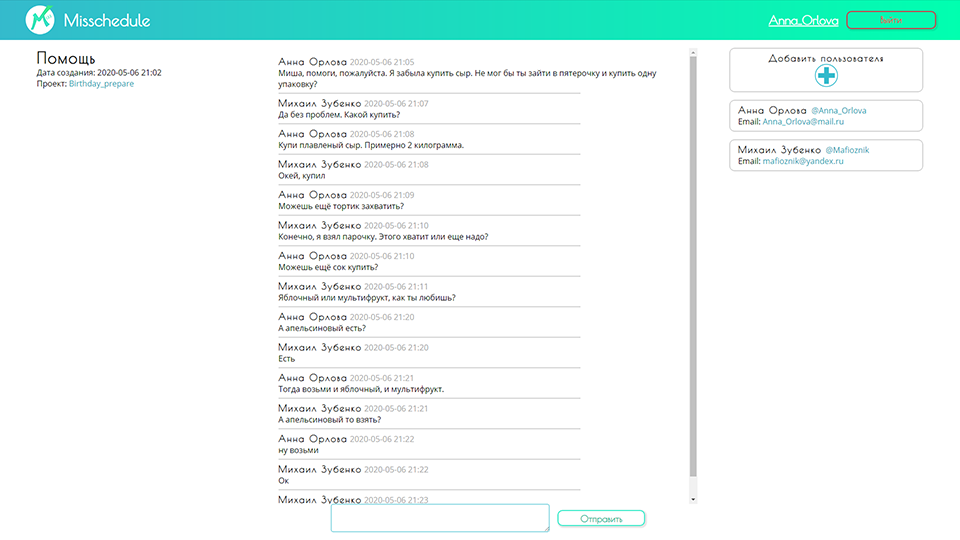 Misschedule
Anna_Orlova
Выйти
Помощь
Дата создания: 2020-05-06 21:02
Проект: Birthday_prepare
Анна Орлова 2020-05-06 21:05
Миша, помоги, пожалуйста. Я забыла купить сыр. Не мог бы ты зайти в пятерочку и купить одну
упаковку?
Михаил Зубенко 2020-05-06 21:07
Да без проблем. Какой купить?
Анна Орлова 2020-05-06 21:08
Купи плавленый сыр. Примерно 2 килограмма.
Михаил Зубенко 2020-05-06 21:08
Окей, купил
Анна Орлова 2020-05-06 21:09
Можешь ещё тортик захватить?
Михаил Зубенко 2020-05-06 21:10
Конечно, я взял парочку. Этого хватит или еще надо?
Анна Орлова 2020-05-06 21:10
Можешь ещё сок купить?
Михаил Зубенко 2020-05-06 21:11
Яблочный или мультифрукт, как ты любишь?
Анна Орлова 2020-05-06 21:20
А апельсиновый есть?
Михаил Зубенко 2020-05-06 21:20
Есть
Анна Орлова 2020-05-06 21:21
Тогда возьми и яблочный, и мультифрукт.
Михаил Зубенко 2020-05-06 21:21
А апельсиновый то взять?
Анна Орлова 2020-05-06 21:22
ну возьми
Михаил Зубенко 2020-05-06 21:22
Ок
Михаил Зубенко 2020-05-06 21:23
Отправить
Добавить пользователя
Анна Орлова @Anna_Orlova
Email: Anna_Orlova@mail.ru
Михаил Зубенко @Mafioznik
Email: mafioznik@yandex.ru